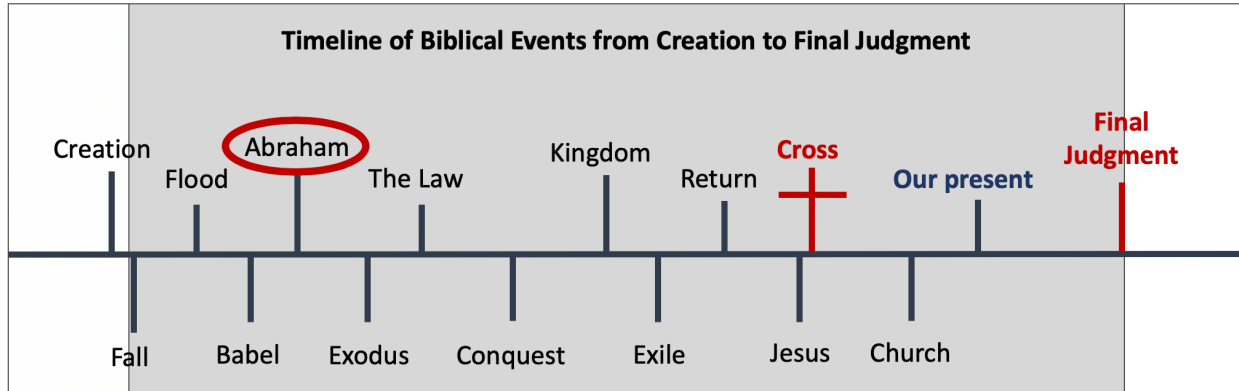 Timeline of Biblical Events from Creation to Final Judgment
Creation
Flood
Abraham
The Law
Kingdom
Return
Cross
Our present
Final
Judgment
Fall
Babel
Exodus
Conquest
Exile
Jesus
Church